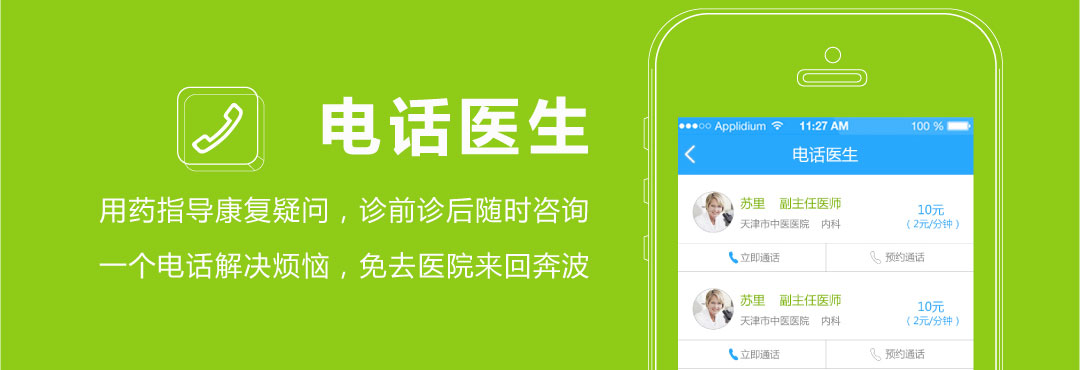 电话医生
用药指导康复疑问，诊前诊后随时咨询
一个电话解决烦恼，免去医院来回奔波
Applidium 11:27 AM 100 %
电话医生
苏里 副主任医师
天津市中医医院 内科
10元
（2元/分钟）
立即通话 预约通话
苏里 副主任医师
天津市中医医院 内科
10元
（2元/分钟）
立即通话 预约通话